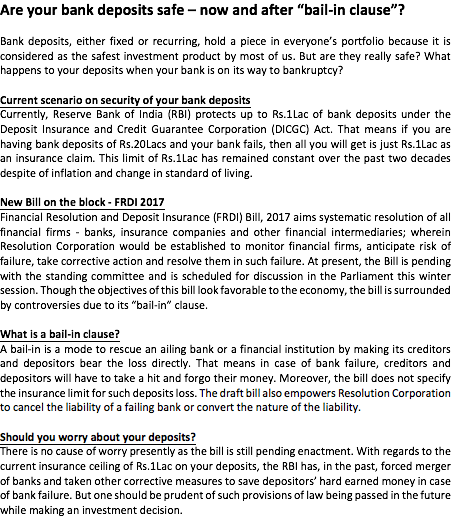 Are your bank deposits safe – now and after “bail-in clause”?
Bank deposits, either fixed or recurring, hold a piece in everyone’s portfolio because it is
considered as the safest investment product by most of us. But are they really safe? What
happens to your deposits when your bank is on its way to bankruptcy?
Current scenario on security of your bank deposits
Currently, Reserve Bank of India (RBI) protects up to Rs.1Lac of bank deposits under the
Deposit Insurance and Credit Guarantee Corporation (DICGC) Act. That means if you are
having bank deposits of Rs.20Lacs and your bank fails, then all you will get is just Rs.1Lac as
an insurance claim. This limit of Rs.1Lac has remained constant over the past two decades
despite of inflation and change in standard of living.
New Bill on the block - FRDI 2017
Financial Resolution and Deposit Insurance (FRDI) Bill, 2017 aims systematic resolution of all
financial firms - banks, insurance companies and other financial intermediaries; wherein
Resolution Corporation would be established to monitor financial firms, anticipate risk of
failure, take corrective action and resolve them in such failure. At present, the Bill is pending
with the standing committee and is scheduled for discussion in the Parliament this winter
session. Though the objectives of this bill look favorable to the economy, the bill is surrounded
by controversies due to its “bail-in” clause.
What is a bail-in clause?
A bail-in is a mode to rescue an ailing bank or a financial institution by making its creditors
and depositors bear the loss directly. That means in case of bank failure, creditors and
depositors will have to take a hit and forgo their money. Moreover, the bill does not specify
the insurance limit for such deposits loss. The draft bill also empowers Resolution Corporation
to cancel the liability of a failing bank or convert the nature of the liability.
Should you worry about your deposits?
There is no cause of worry presently as the bill is still pending enactment. With regards to the
current insurance ceiling of Rs.1Lac on your deposits, the RBI has, in the past, forced merger
of banks and taken other corrective measures to save depositors’ hard earned money in case
of bank failure. But one should be prudent of such provisions of law being passed in the future
while making an investment decision.